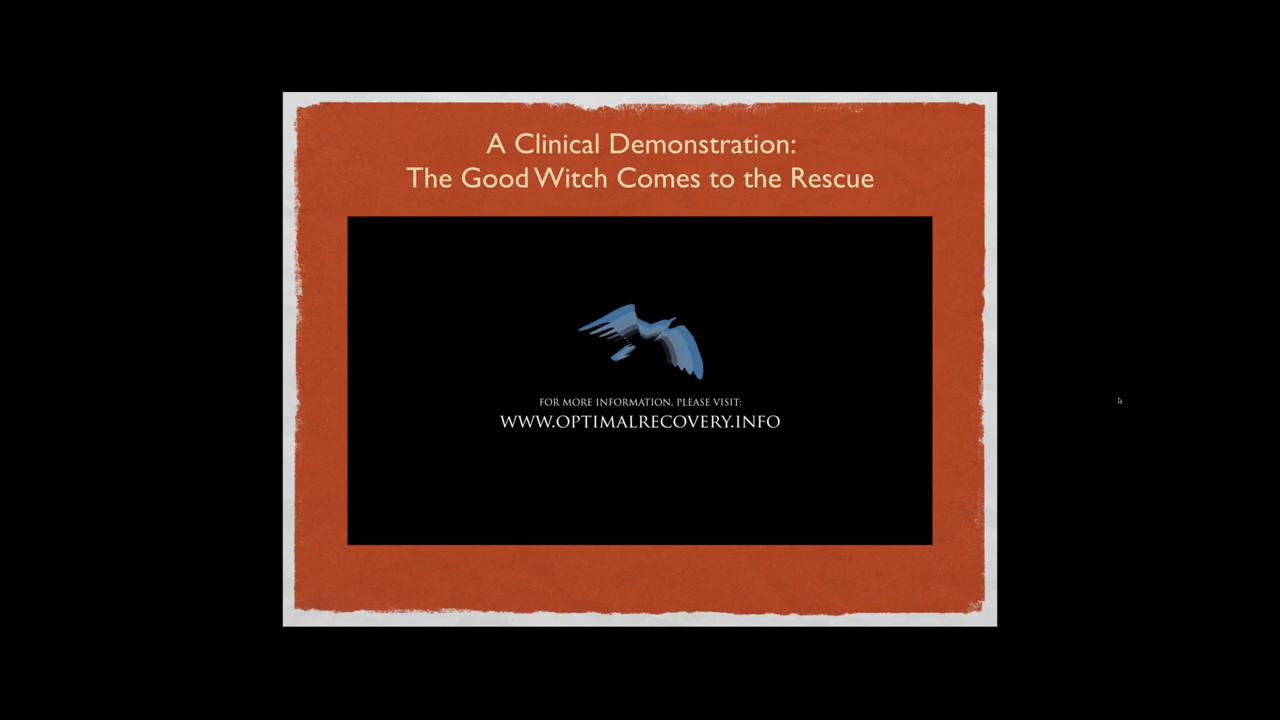 A Clinical Demonstration:
The Good Witch Comes to the Rescue
FOR MORE INFORMATION, PLEASE VISIT:
WWW.OPTIMALRECOVERY.INFO